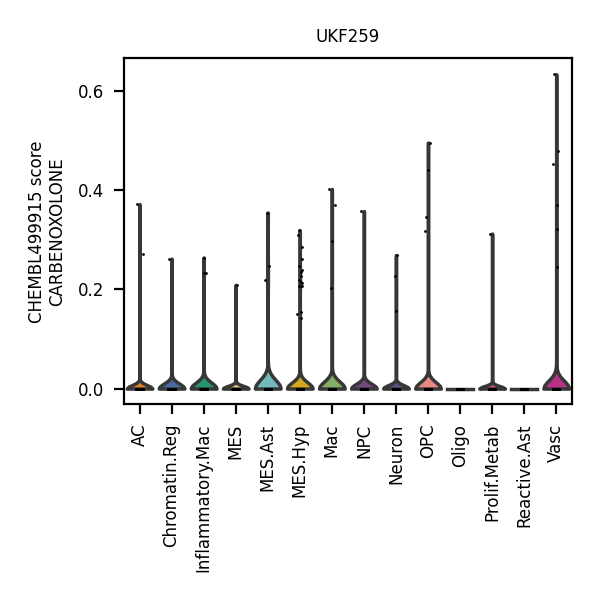 UKF259
CHEMBL499915 score
CARBENOXOLONE
0.6
0.4
0.2
0.0
AC
Chromatin.Reg
Inflammatory.Mac
MES
MES.Ast
MES.Hyp
Mac
NPC
Neuron
OPC
Oligo
Prolif.Metab
Reactive.Ast
Vasc